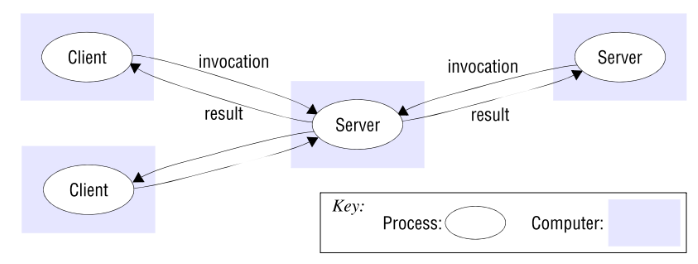 Client
invocation
result
Server
invocation
result
Server
Client
Key:
Process:
Computer: